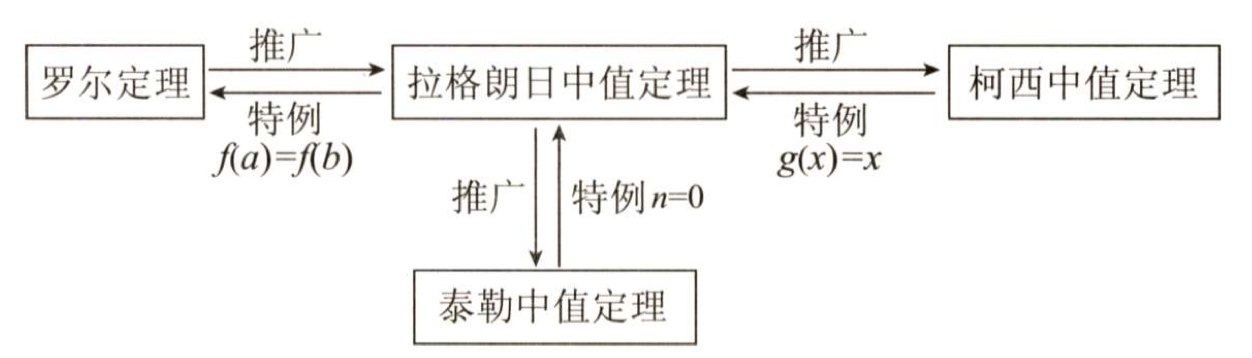 推广
推广
罗尔定理
拉格朗日中值定理
柯西中值定理
特例
特例
f(a)=f(b)
g(x)=x
推广
特例n=0
泰勒中值定理